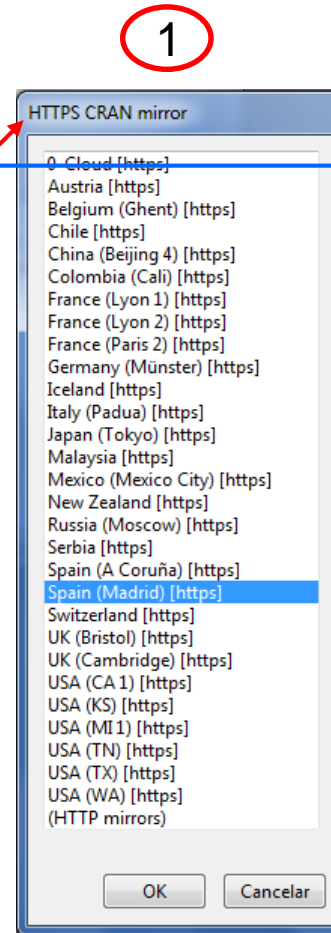 1
HTTPS CRAN mirror
0-Cloud [https]
Austria [https]
Belgium (Ghent) [https]
Chile [https]
China (Beijing 4) [https]
Colombia (Cali) [https]
France (Lyon 1) [https]
France (Lyon 2) [https]
France (Paris 2) [https]
Germany (Münster) [https]
Iceland [https]
Italy (Padua) [https]
Japan (Tokyo) [https]
Malaysia [https]
Mexico (Mexico City) [https]
New Zealand [https]
Russia (Moscow) [https]
Serbia [https]
Spain (A Coruña) [https]
Spain (Madrid) [https]
Switzerland [https]
UK (Bristol) [https]
UK (Cambridge) [https]
USA (CA 1) [https]
USA (KS) [https]
USA (MI 1) [https]
USA (TN) [https]
USA (TX) [https]
USA (WA) [https]
(HTTP mirrors)
OK Cancelar